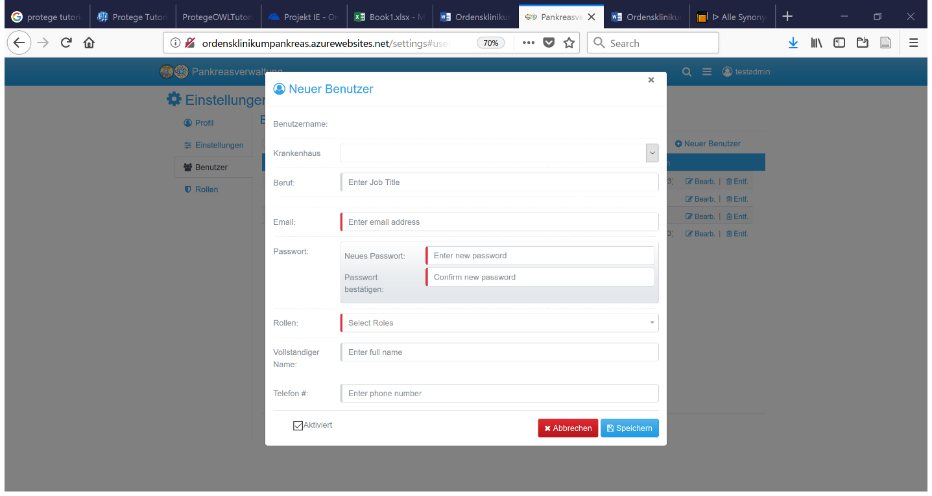 protege tutori
Protege Tutori
ProtegeOWLTutor
Projekt IE - On
Book1.xlsx - M
Ordensklinikur
Pankreasv
Ordensklinikur
Alle Synony
ordensklinikumpankreas.azurewebsites.net/settings#use
70%
Search
Pankreasverwaltung
testadmin
Einstellungen
Profil
Einstellungen
Benutzer
Rollen
Neuer Benutzer
Bearb. | Entf.
Bearb. | Entf.
Bearb. | Entf.
Bearb. | Entf.
Neuer Benutzer
Benutzername:
Krankenhaus
Beruf: Enter Job Title
Email: Enter email address
Passwort:
Neues Passwort: Enter new password
Passwort Confirm new password
bestätigen:
Rollen: Select Roles
Vollständiger Enter full name
Name:
Telefon #: Enter phone number
Aktiviert
Abbrechen Speichern